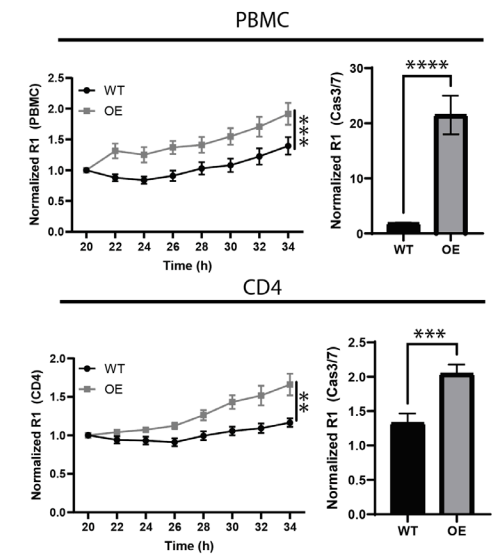 PBMC
Normalized R1 (PBMC)
2.5
2.0
1.5
1.0
0.5
0.0
WT
OE
***
20 22 24 26 28 30 32 34
Time (h)
Normalized R1 (Cas3/7)
30
20
10
0
****
WT OE
CD4
Normalized R1 (CD4)
2.0
1.5
1.0
0.5
0.0
WT
OE
**
20 22 24 26 28 30 32 34
Time (h)
Normalized R1 (Cas3/7)
2.5
2.0
1.5
1.0
0.5
0.0
***
WT OE